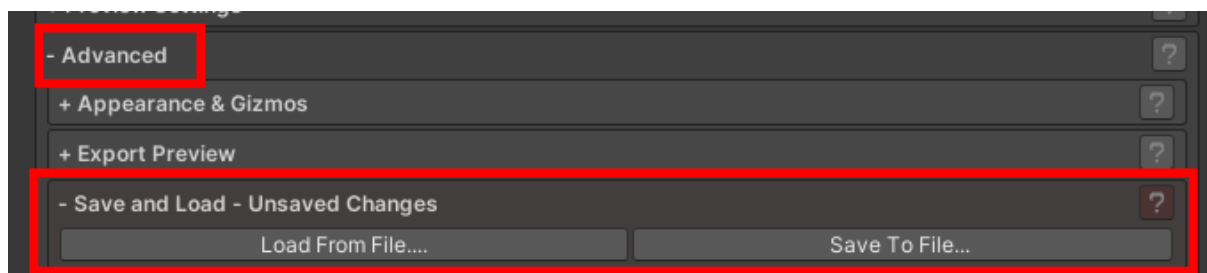 - Advanced
?
+ Appearance & Gizmos
?
+ Export Preview
?
- Save and Load - Unsaved Changes
?
Load From File....
Save To File...